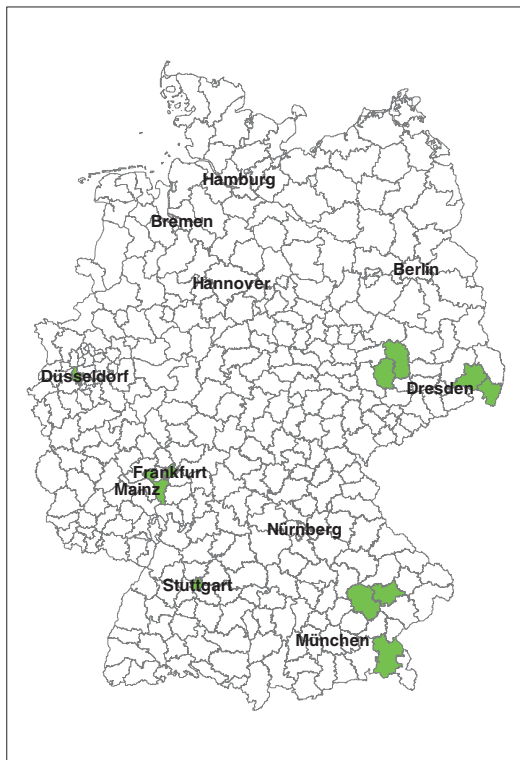 Hamburg
Bremen
Berlin
Hannover
Düsseldorf
Dresden
Frankfurt
Mainz
Nürnberg
Stuttgart
München